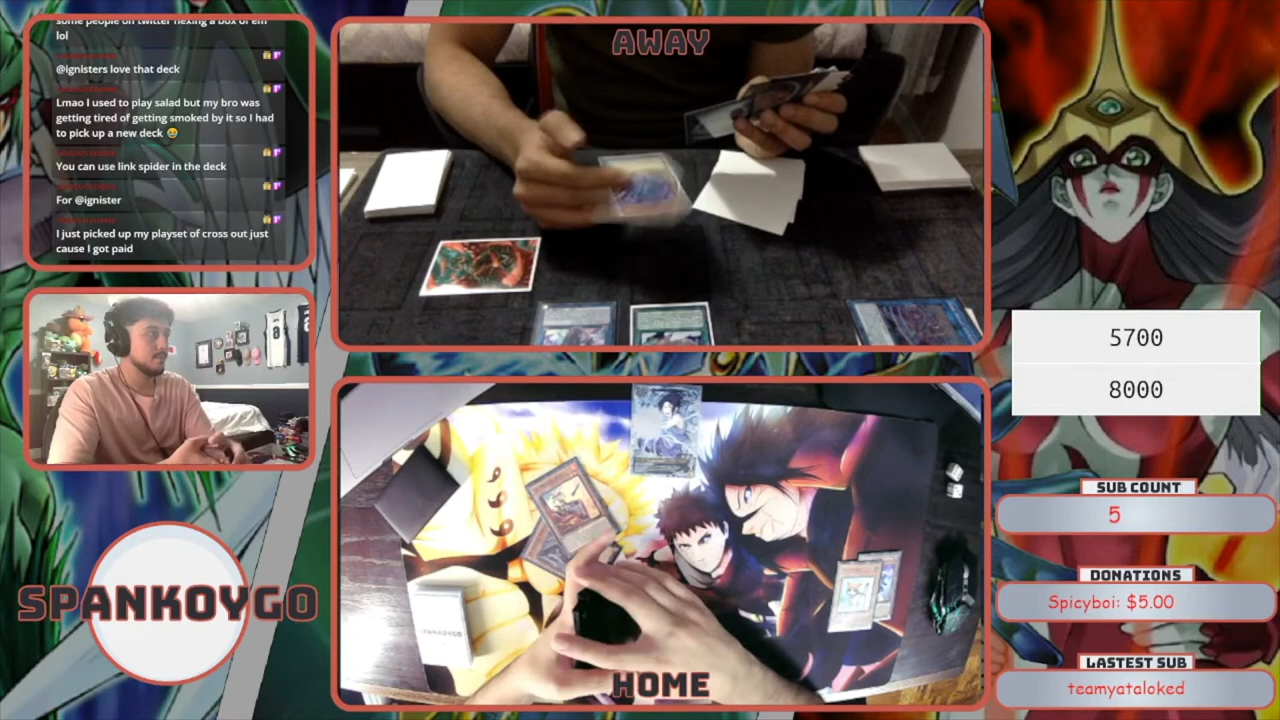 some people on twitter flexing a box of em
lol
@ignisters love that deck
Lmao I used to play salad but my bro was
getting tired of getting smoked by it so I had
to pick up a new deck 😅
You can use link spider in the deck
For @ignister
I just picked up my playset of cross out just
cause I got paid
SPANKOYGO
AWAY
HOME
SPANKOYGO
5700
8000
SUB COUNT
5
DONATIONS
Spicyboi: $5.00
LASTEST SUB
teamyataloked